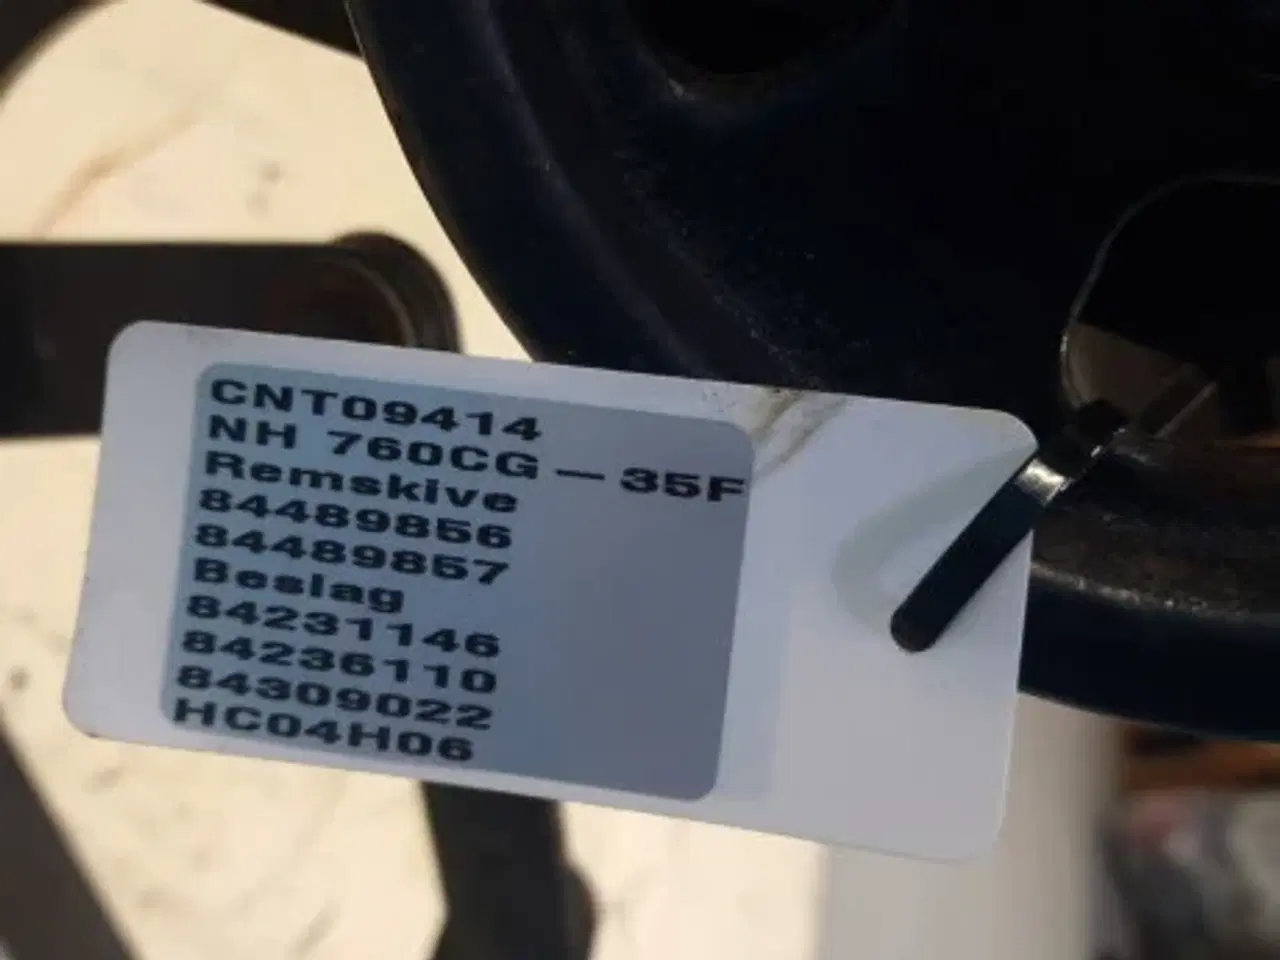 CNT09414
NH 760CG – 35F
Remskive
84489856
84489857
Beslag
84231146
84236110
84309022
HC04H06